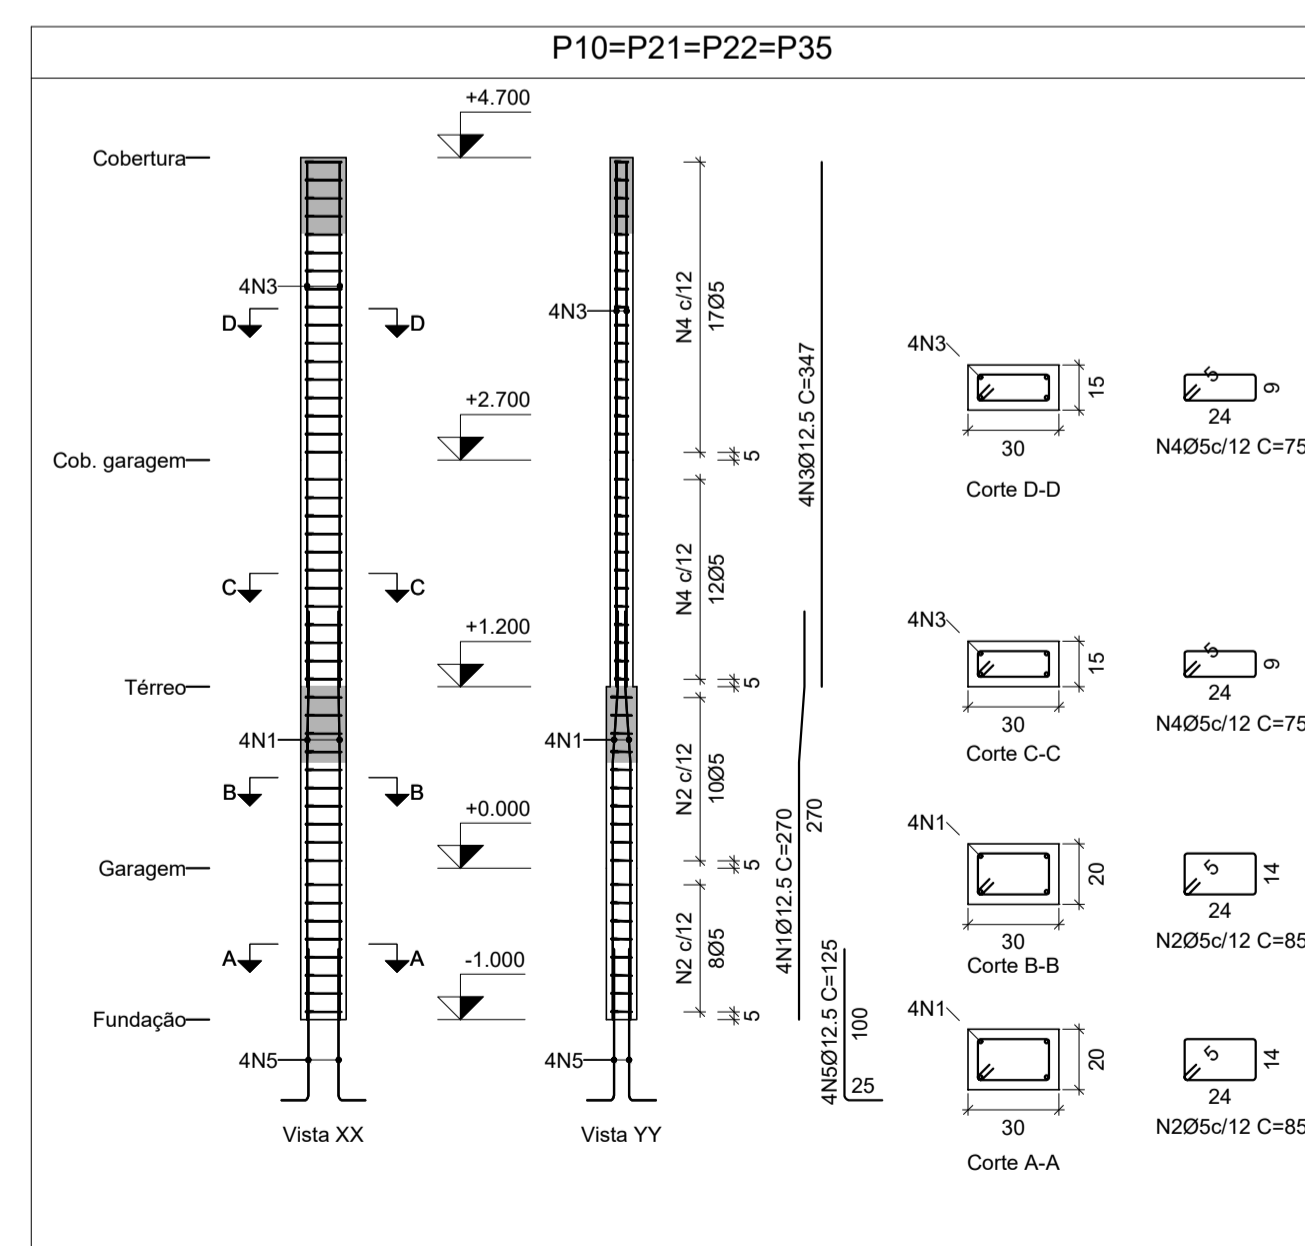 P10=P21=P22=P35
+4.700
Cobertura
4N3
4N3
D
D
N4 c/12
17Ø5
4N3Ø12.5 C=347
4N3
15
30
Corte D-D
5
9
24
N4Ø5c/12 C=75
+2.700
Cob. garagem
5
N4 c/12
12Ø5
C
C
4N3
15
30
Corte C-C
5
9
24
N4Ø5c/12 C=75
+1.200
Térreo
5
4N1
4N1
N2 c/12
10Ø5
B
B
4N1Ø12.5 C=270
270
4N1
20
30
Corte B-B
5
14
24
N2Ø5c/12 C=85
+0.000
Garagem
5
N2 c/12
8Ø5
A
A
-1.000
Fundação
5
4N5
4N5
4N5Ø12.5 C=125
100
25
4N1
20
30
Corte A-A
5
14
24
N2Ø5c/12 C=85
Vista XX
Vista YY